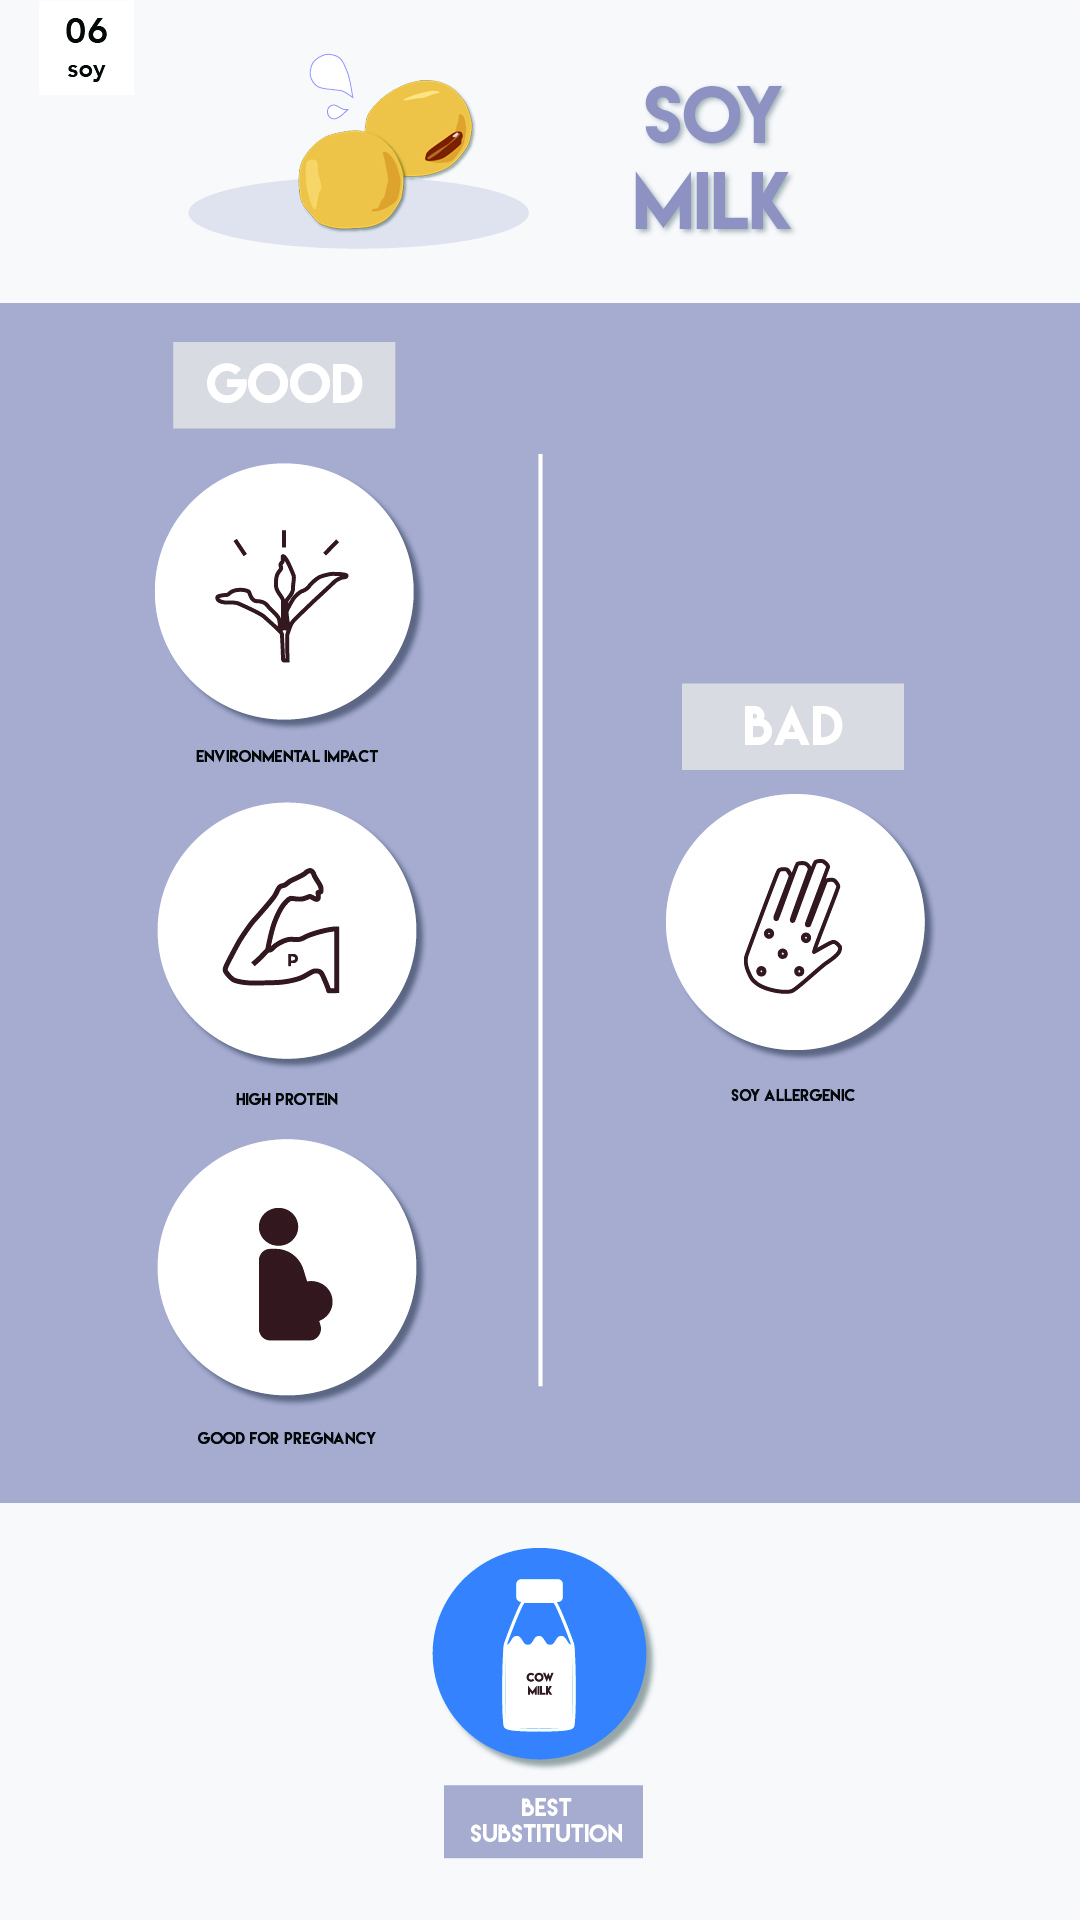 06
soy
SOY
MILK
GOOD
ENVIRONMENTAL IMPACT
P
HIGH PROTEIN
GOOD FOR PREGNANCY
BAD
SOY ALLERGENIC
COW
MILK
BEST
SUBSTITUTION